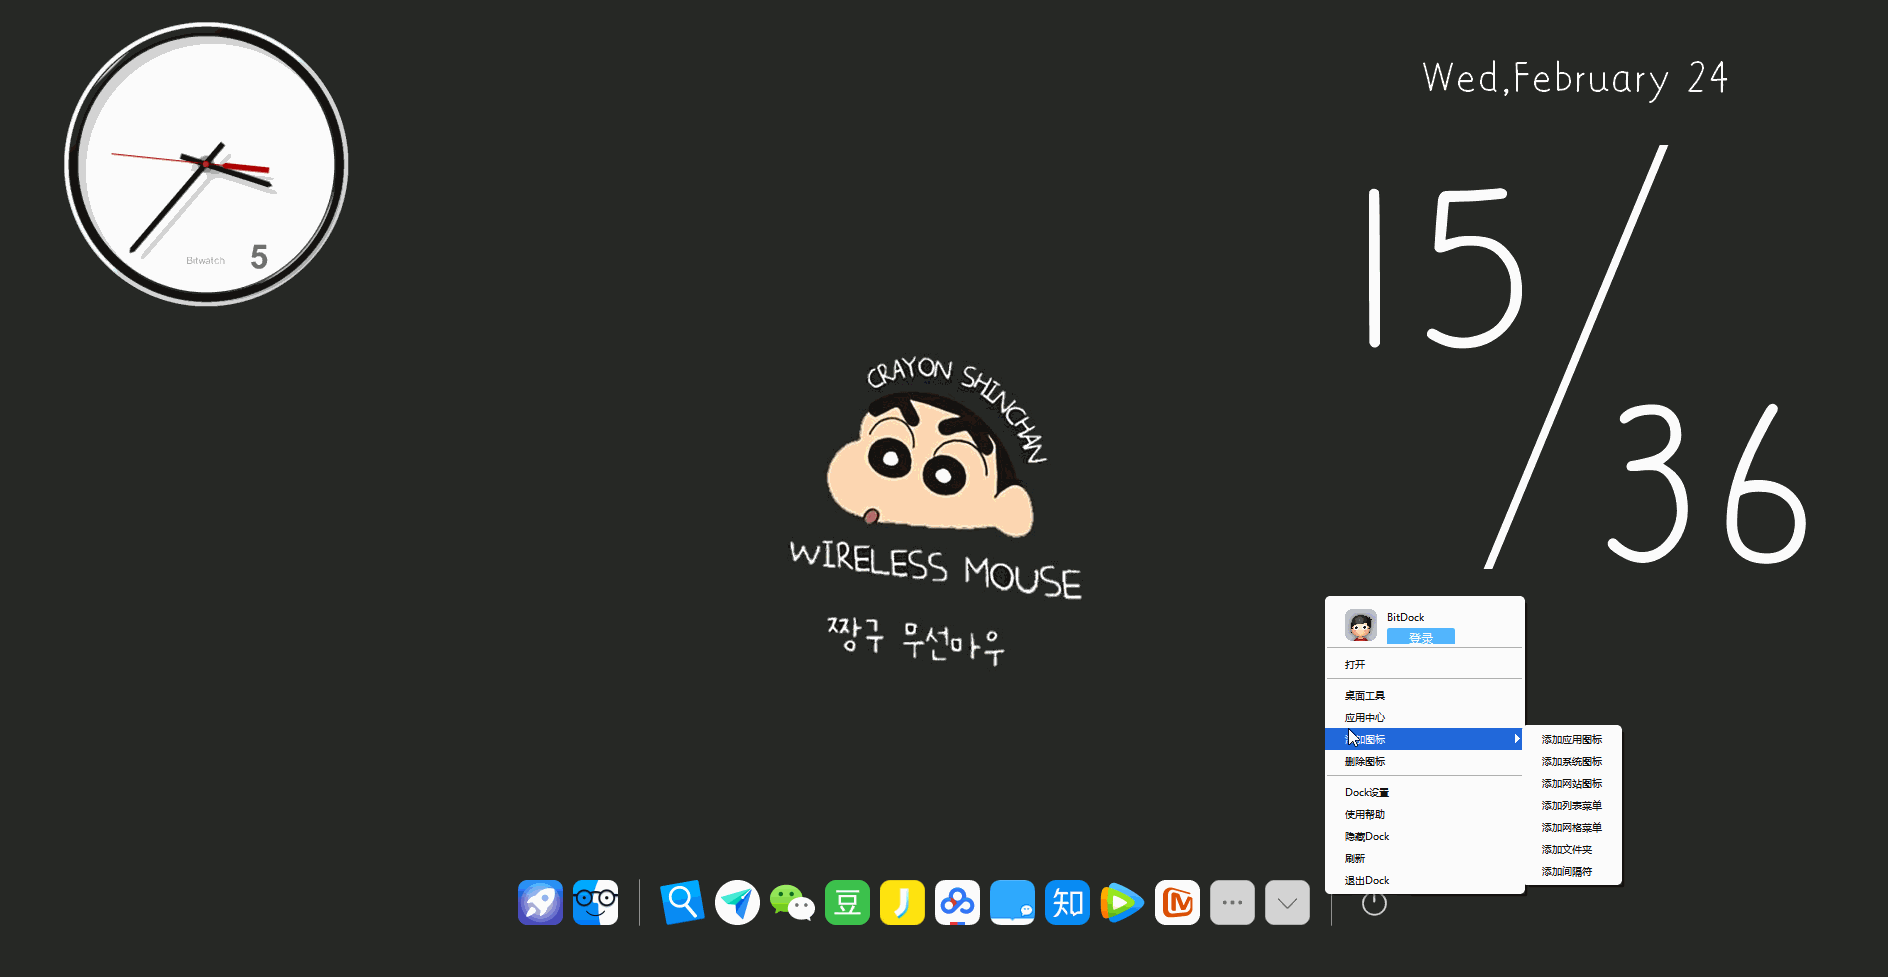 Wed,February 24
15
36
Bitwatch
5
CRAYON SHINCHAN
WIRELESS MOUSE
짱구 무선마우
BitDock
登录
打开
桌面工具
应用中心
加图标
删除图标
Dock设置
使用帮助
隐藏Dock
刷新
退出Dock
添加应用图标
添加系统图标
添加网站图标
添加列表菜单
添加网格菜单
添加文件夹
添加间隔符
豆
知